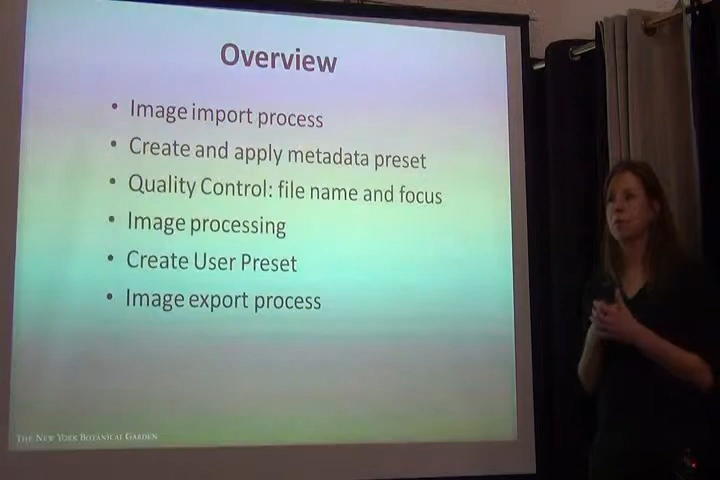 Overview
• Image import process
• Create and apply metadata preset
• Quality Control: file name and focus
• Image processing
• Create User Preset
• Image export process
THE NEW YORK BOTANICAL GARDEN